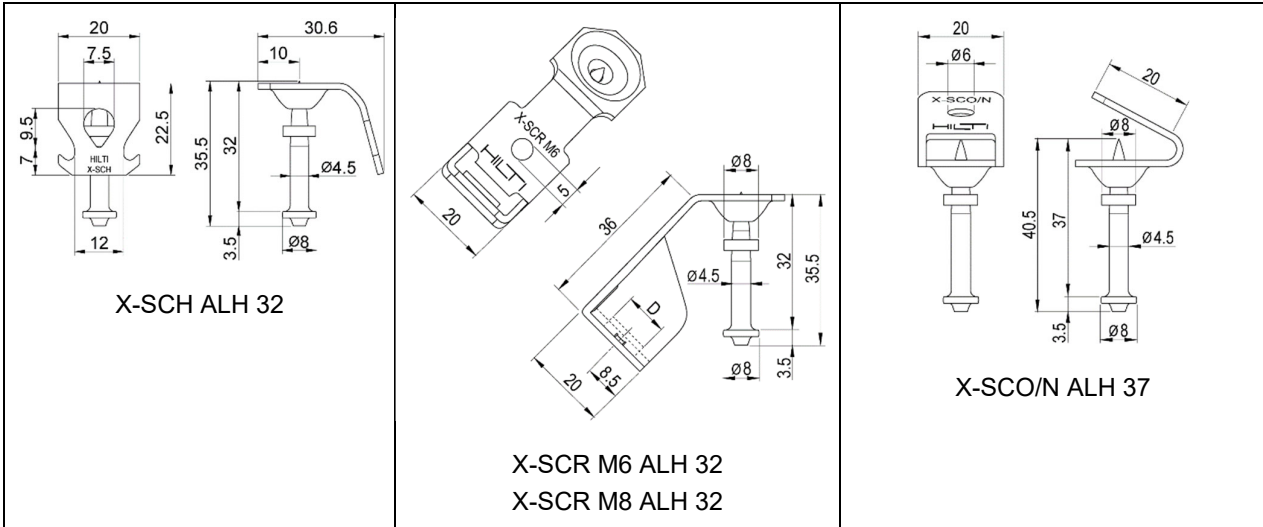 20
7.5
9.5
7
22.5
HILTI
X-SCH
12
30.6
10
35.5
32
Ø4.5
3.5
Ø8
X-SCH ALH 32
X-SCR M6
HILTI
5
20
36
Ø8
Ø4.5
32
35.5
D
8.5
20
Ø8
3.5
X-SCR M6 ALH 32
X-SCR M8 ALH 32
20
Ø6
X-SCO/N
HILTI
20
Ø8
40.5
37
Ø4.5
3.5
Ø8
X-SCO/N ALH 37